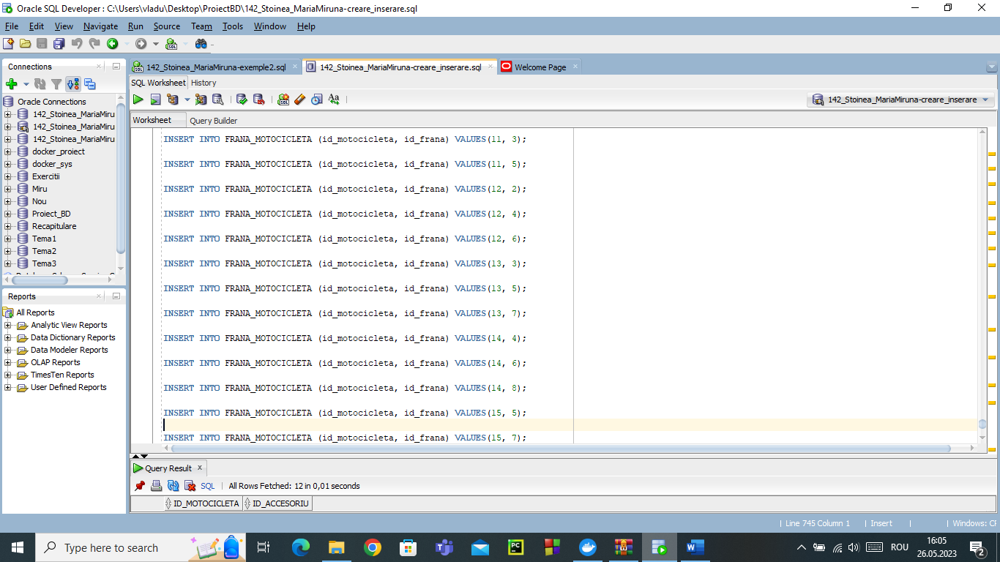 Oracle SQL Developer : C:\Users\vladu\Desktop\ProiectBD\142_Stoinea_MariaMiruna-creare_inserare.sql
File Edit View Navigate Run Source Team Tools Window Help
Connections
Oracle Connections
142_Stoinea_MariaMiru
142_Stoinea_MariaMiru
142_Stoinea_MariaMiru
docker_proiect
docker_sys
Exercitii
Miru
Nou
Proiect_BD
Recapitulare
Tema1
Tema2
Tema3
Reports
All Reports
Analytic View Reports
Data Dictionary Reports
Data Modeler Reports
OLAP Reports
TimesTen Reports
User Defined Reports
142_Stoinea_MariaMiruna-exemple2.sql 142_Stoinea_MariaMiruna-creare_inserare.sql Welcome Page
SQL Worksheet History
142_Stoinea_MariaMiruna-creare_inserare
Worksheet Query Builder
INSERT INTO FRANA_MOTOCICLETA (id_motocicleta, id_frana) VALUES(11, 3);
INSERT INTO FRANA_MOTOCICLETA (id_motocicleta, id_frana) VALUES(11, 5);
INSERT INTO FRANA_MOTOCICLETA (id_motocicleta, id_frana) VALUES(12, 2);
INSERT INTO FRANA_MOTOCICLETA (id_motocicleta, id_frana) VALUES(12, 4);
INSERT INTO FRANA_MOTOCICLETA (id_motocicleta, id_frana) VALUES(12, 6);
INSERT INTO FRANA_MOTOCICLETA (id_motocicleta, id_frana) VALUES(13, 3);
INSERT INTO FRANA_MOTOCICLETA (id_motocicleta, id_frana) VALUES(13, 5);
INSERT INTO FRANA_MOTOCICLETA (id_motocicleta, id_frana) VALUES(13, 7);
INSERT INTO FRANA_MOTOCICLETA (id_motocicleta, id_frana) VALUES(14, 4);
INSERT INTO FRANA_MOTOCICLETA (id_motocicleta, id_frana) VALUES(14, 6);
INSERT INTO FRANA_MOTOCICLETA (id_motocicleta, id_frana) VALUES(14, 8);
INSERT INTO FRANA_MOTOCICLETA (id_motocicleta, id_frana) VALUES(15, 5);
INSERT INTO FRANA_MOTOCICLETA (id_motocicleta, id_frana) VALUES(15, 7);
Query Result
SQL | All Rows Fetched: 12 in 0,01 seconds
ID_MOTOCICLETA ID_ACCESORIU
Line 745 Column 1 | Insert | | Windows: CF
Type here to search
ROU
16:05
26.05.2023
2